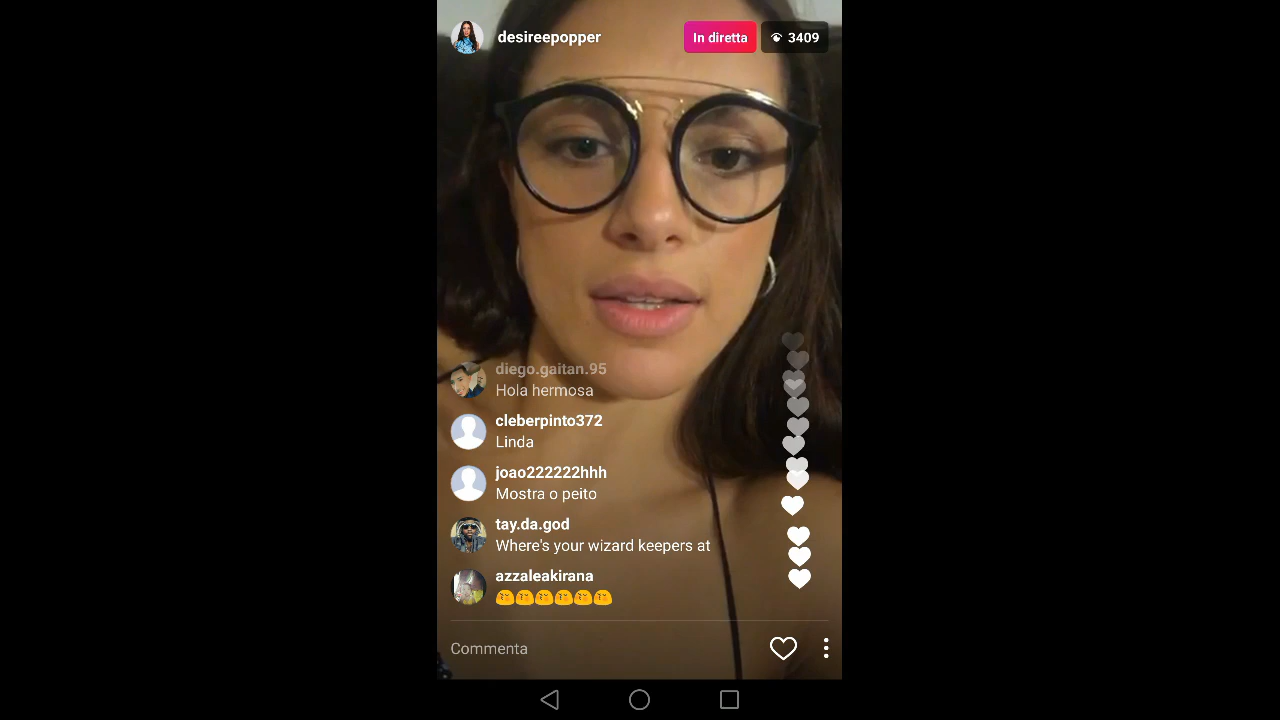 desireepopper
In diretta
3409
diego.gaitan.95
Hola hermosa
cleberpinto372
Linda
joao222222hhh
Mostra o peito
tay.da.god
Where's your wizard keepers at
azzaleakirana
Commenta